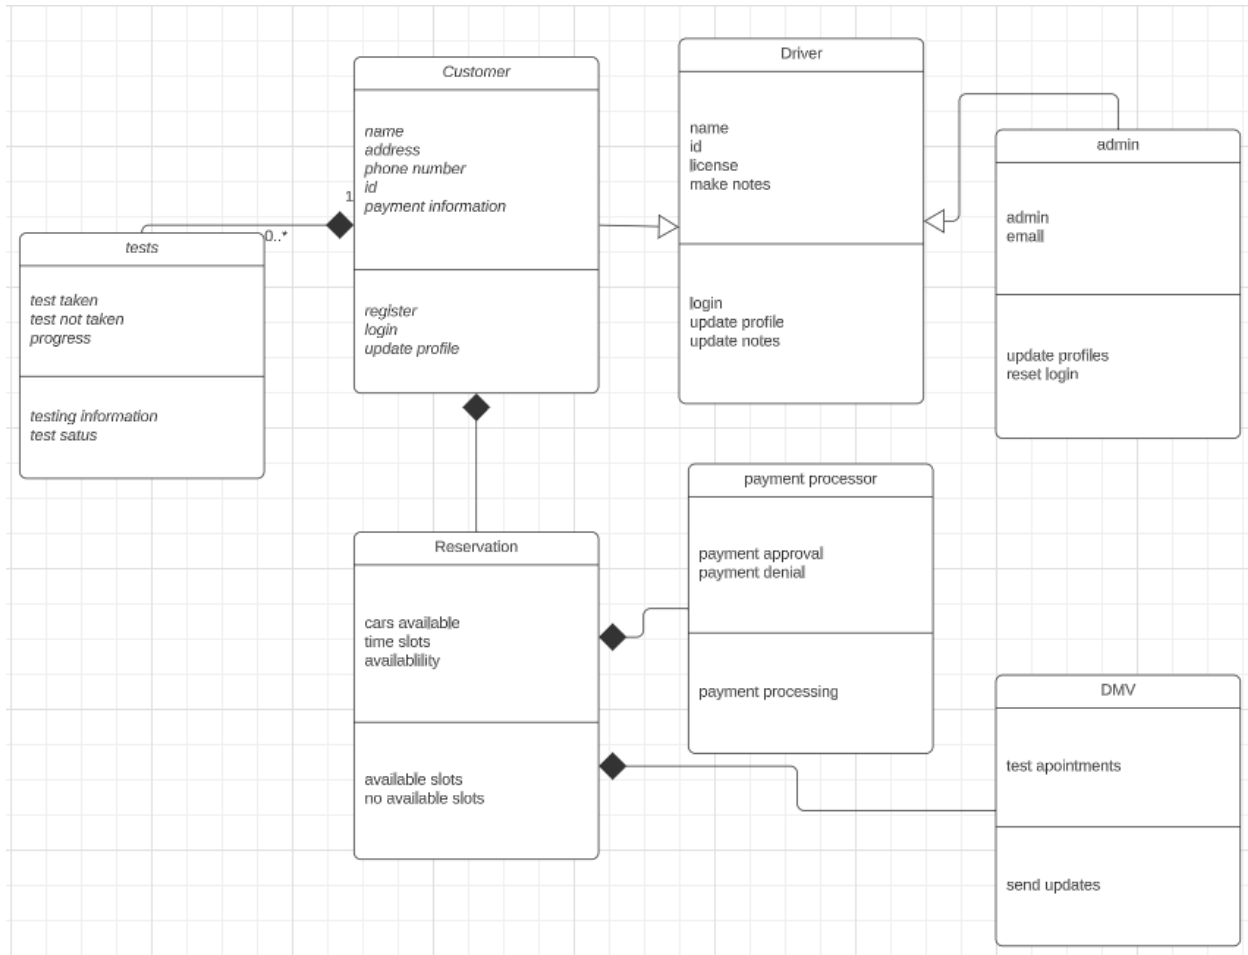 Customer
name
address
phone number
id
payment information
register
login
update profile
1
0..*
tests
test taken
test not taken
progress
testing information
test satus
Driver
name
id
license
make notes
login
update profile
update notes
admin
admin
emall
update profiles
reset login
Reservation
cars available
time slots
availablility
available slots
no available slots
payment processor
payment approval
payment denial
payment processing
DMV
test apointments
send updates